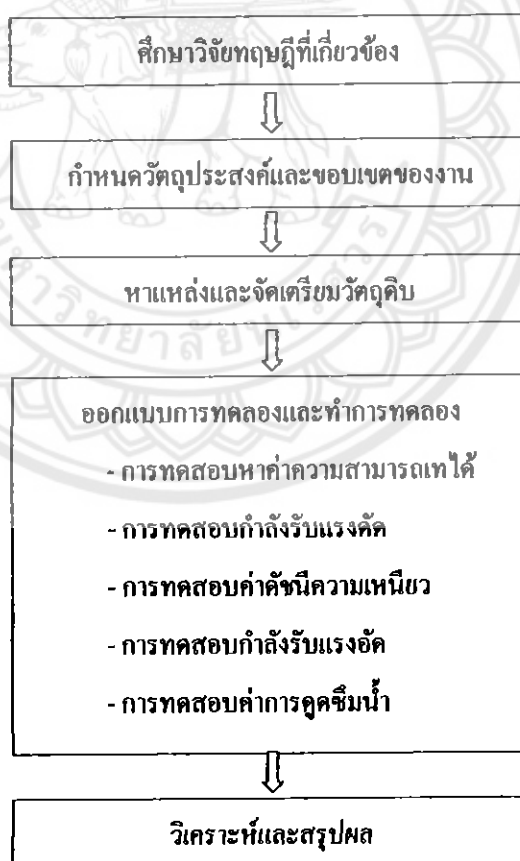 ศึกษาวิจัยทฤษฎีที่เกี่ยวข้อง
กำหนดวัตถุประสงค์และขอบเขตของงาน
หาแหล่งและจัดเตรียมวัตถุดิบ
ออกแบบการทดลองและทำการทดลอง
- การทดสอบหาค่าความสามารถเทได้
- การทดสอบกำลังรับแรงดัด
- การทดสอบค่าดัชนีความเหนียว
- การทดสอบกำลังรับแรงอัด
- การทดสอบค่าการดูดซึมน้ำ
วิเคราะห์และสรุปผล